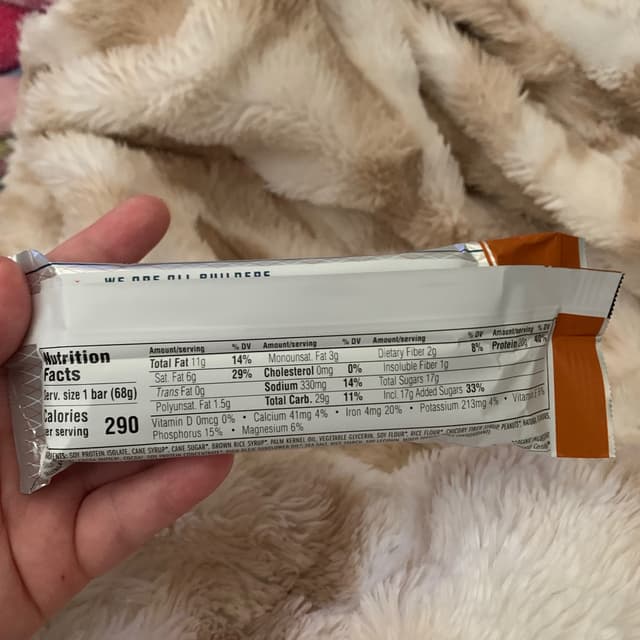 WE ARE ALL BUILDERS
Nutrition
Facts
Serv. size 1 bar (68g)
Calories
per serving 290
Amount/serving % DV
Total Fat 11g 14%
Sat. Fat 6g 29%
Trans Fat 0g
Polyunsat. Fat 1.5g
Amount/serving % DV
Monounsat. Fat 3g
Cholesterol 0mg 0%
Sodium 330mg 14%
Total Carb. 29g 11%
Amount/serving % DV
Dietary Fiber 2g 8%
Insoluble Fiber 1g
Total Sugars 17g
Incl. 17g Added Sugars 33%
Amount/serving % DV
Protein 20g 40%
Vitamin D 0mcg 0% • Calcium 41mg 4% • Iron 4mg 20% • Potassium 213mg 4% • Vitamin E
Phosphorus 15% • Magnesium 6%
SOY PROTEIN ISOLATE, CANE SYRUP*, CANE SUGAR*, BROWN RICE SYRUP*, PALM KERNEL OIL, VEGETABLE GLYCERIN, SOY FLOUR*, RICE FLOUR*, CHICORY FIBER SYRUP, PEANUTS*, NATURAL FLAVORS,